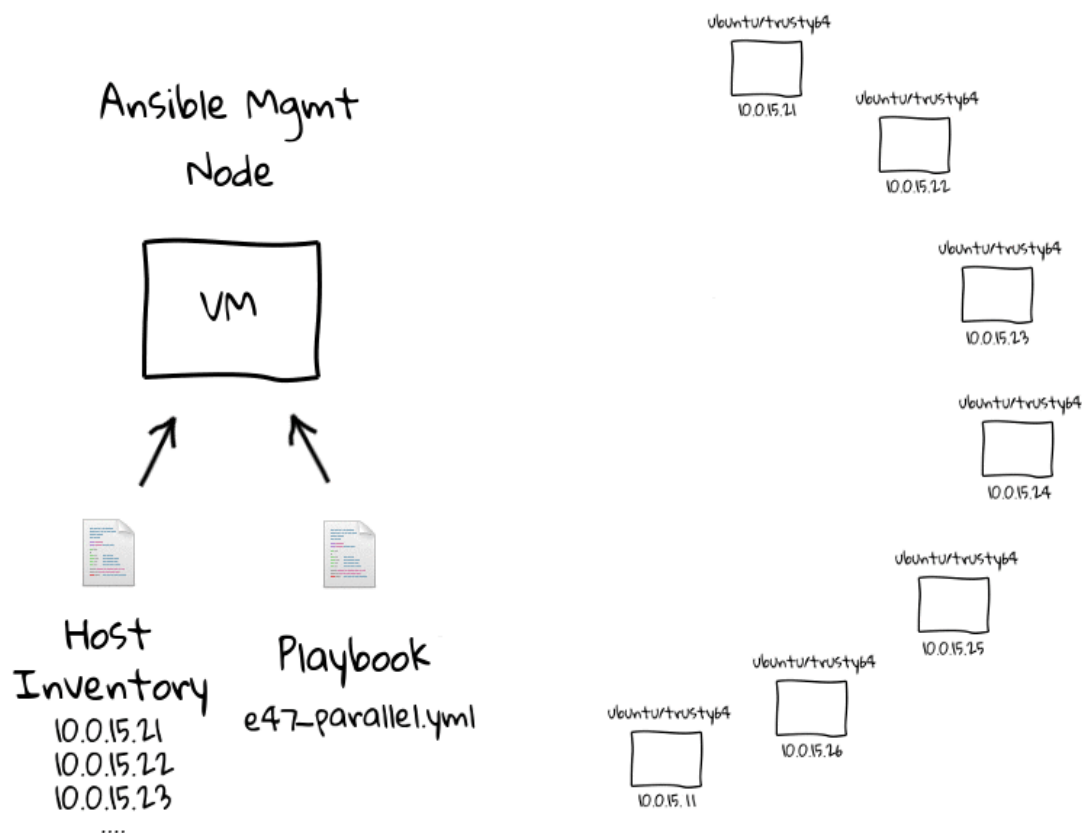 Ansible Mgmt
Node
VM
Host
Inventory
10.0.15.21
10.0.15.22
10.0.15.23
....
Playbook
e47_parallel.yml
ubuntu/trusty64
10.0.15.21
ubuntu/trusty64
10.0.15.22
ubuntu/trusty64
10.0.15.23
ubuntu/trusty64
10.0.15.24
ubuntu/trusty64
10.0.15.25
ubuntu/trusty64
10.0.15.26
ubuntu/trusty64
10.0.15.11